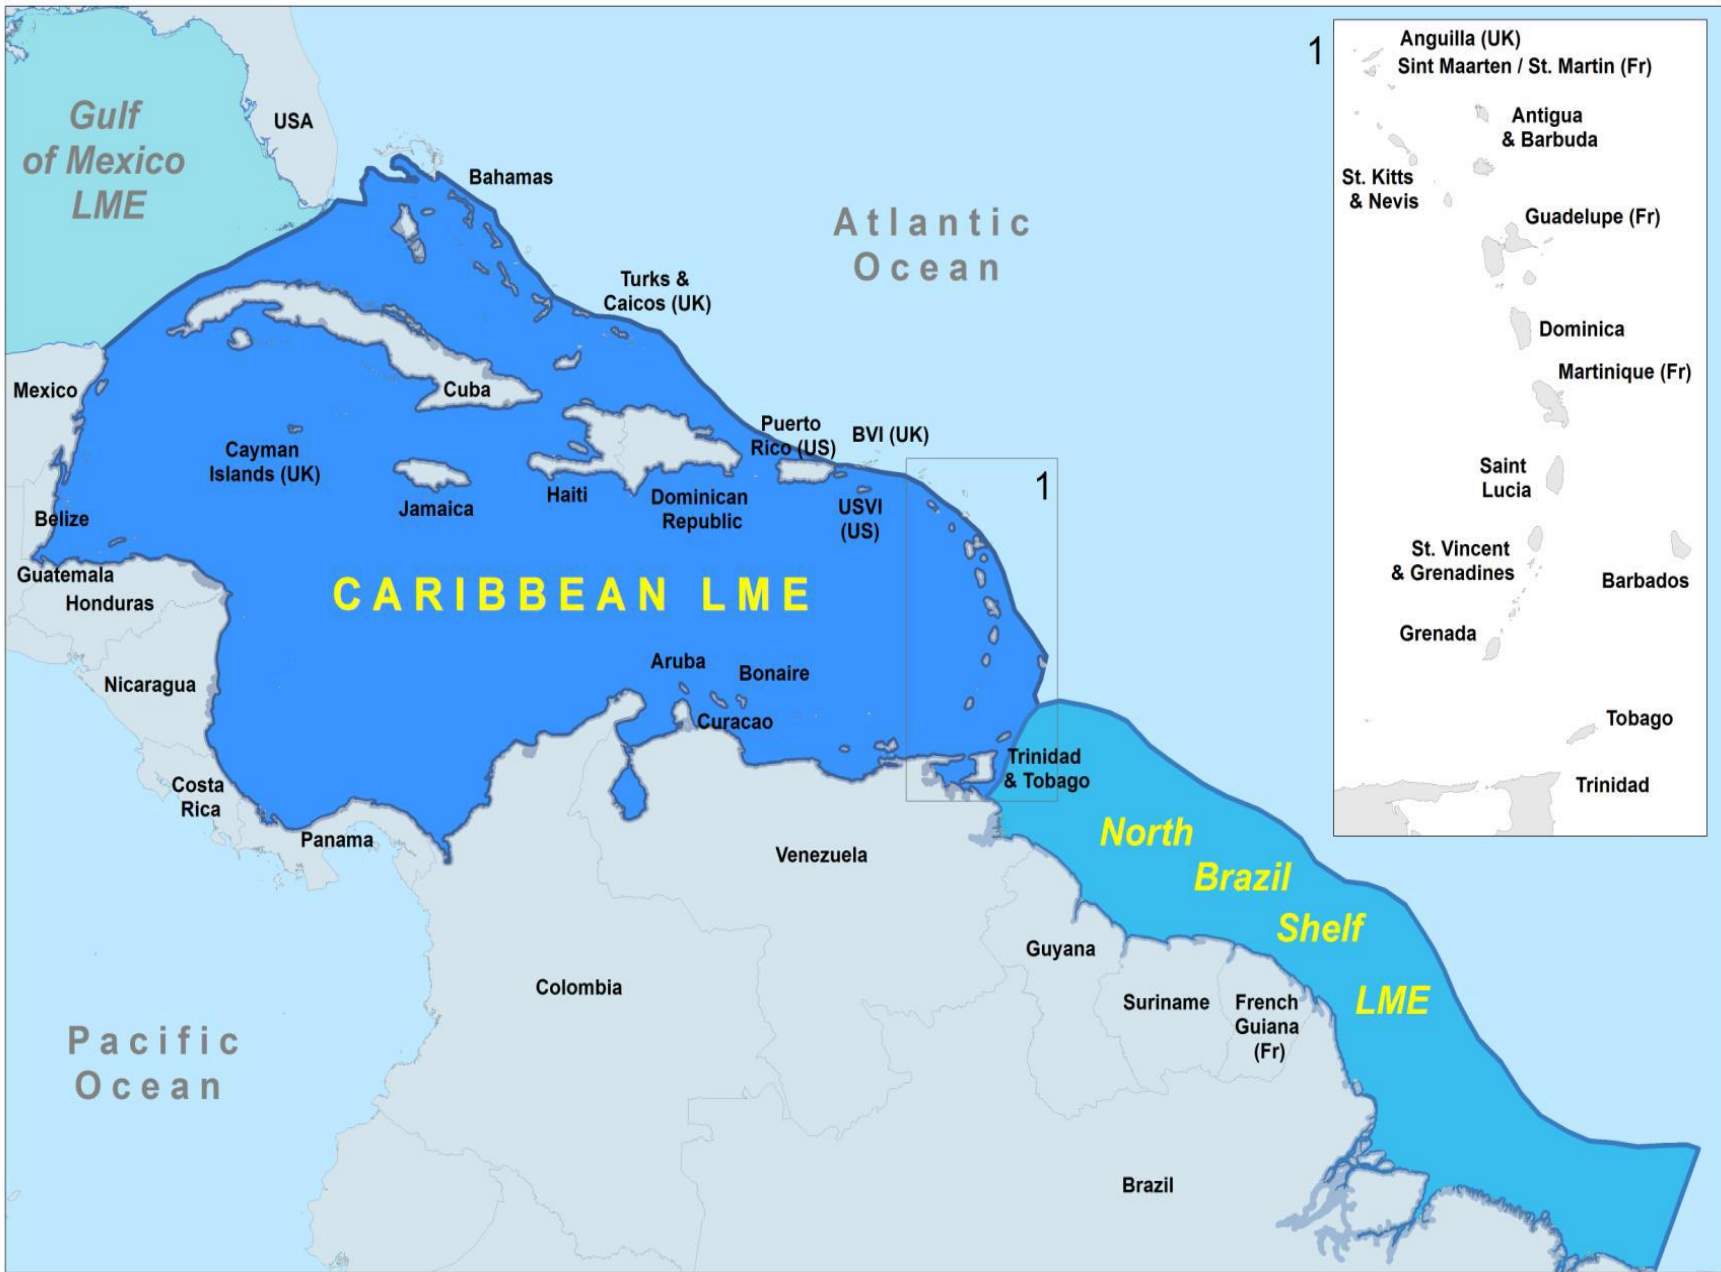 Gulf
of Mexico
LME
USA
Bahamas
Atlantic
Ocean
Turks &
Caicos (UK)
Mexico
Cuba
Cayman
Islands (UK)
Jamaica
Haiti
Dominican
Republic
Puerto
Rico (US)
BVI (UK)
USVI
(US)
1
Belize
Guatemala
Honduras
CARIBBEAN LME
Nicaragua
Aruba
Bonaire
Curacao
Costa
Rica
Panama
Trinidad
& Tobago
Venezuela
Colombia
North
Brazil
Shelf
LME
Guyana
Suriname
French
Guiana
(Fr)
Pacific
Ocean
Brazil
1
Anguilla (UK)
Sint Maarten / St. Martin (Fr)
Antigua
& Barbuda
St. Kitts
& Nevis
Guadelupe (Fr)
Dominica
Martinique (Fr)
Saint
Lucia
St. Vincent
& Grenadines
Barbados
Grenada
Tobago
Trinidad